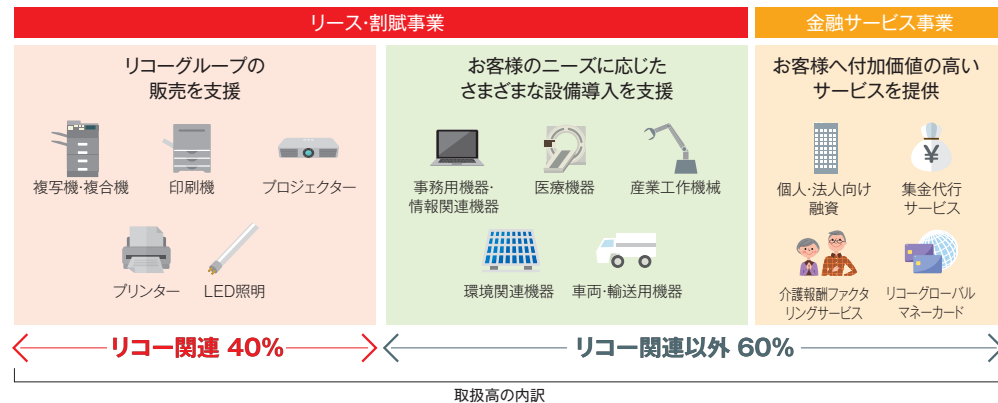 リース・割賦事業
金融サービス事業
リコーグループの
販売を支援
複写機・複合機
印刷機
プロジェクター
プリンター
LED照明
お客様のニーズに応じた
さまざまな設備導入を支援
事務用機器・
情報関連機器
医療機器
産業工作機械
環境関連機器
車両・輸送用機器
お客様へ付加価値の高い
サービスを提供
個人・法人向け
融資
集金代行
サービス
介護報酬ファクタ
リングサービス
リコーグローバル
マネーカード
リコー関連 40%
リコー関連以外 60%
取扱高の内訳